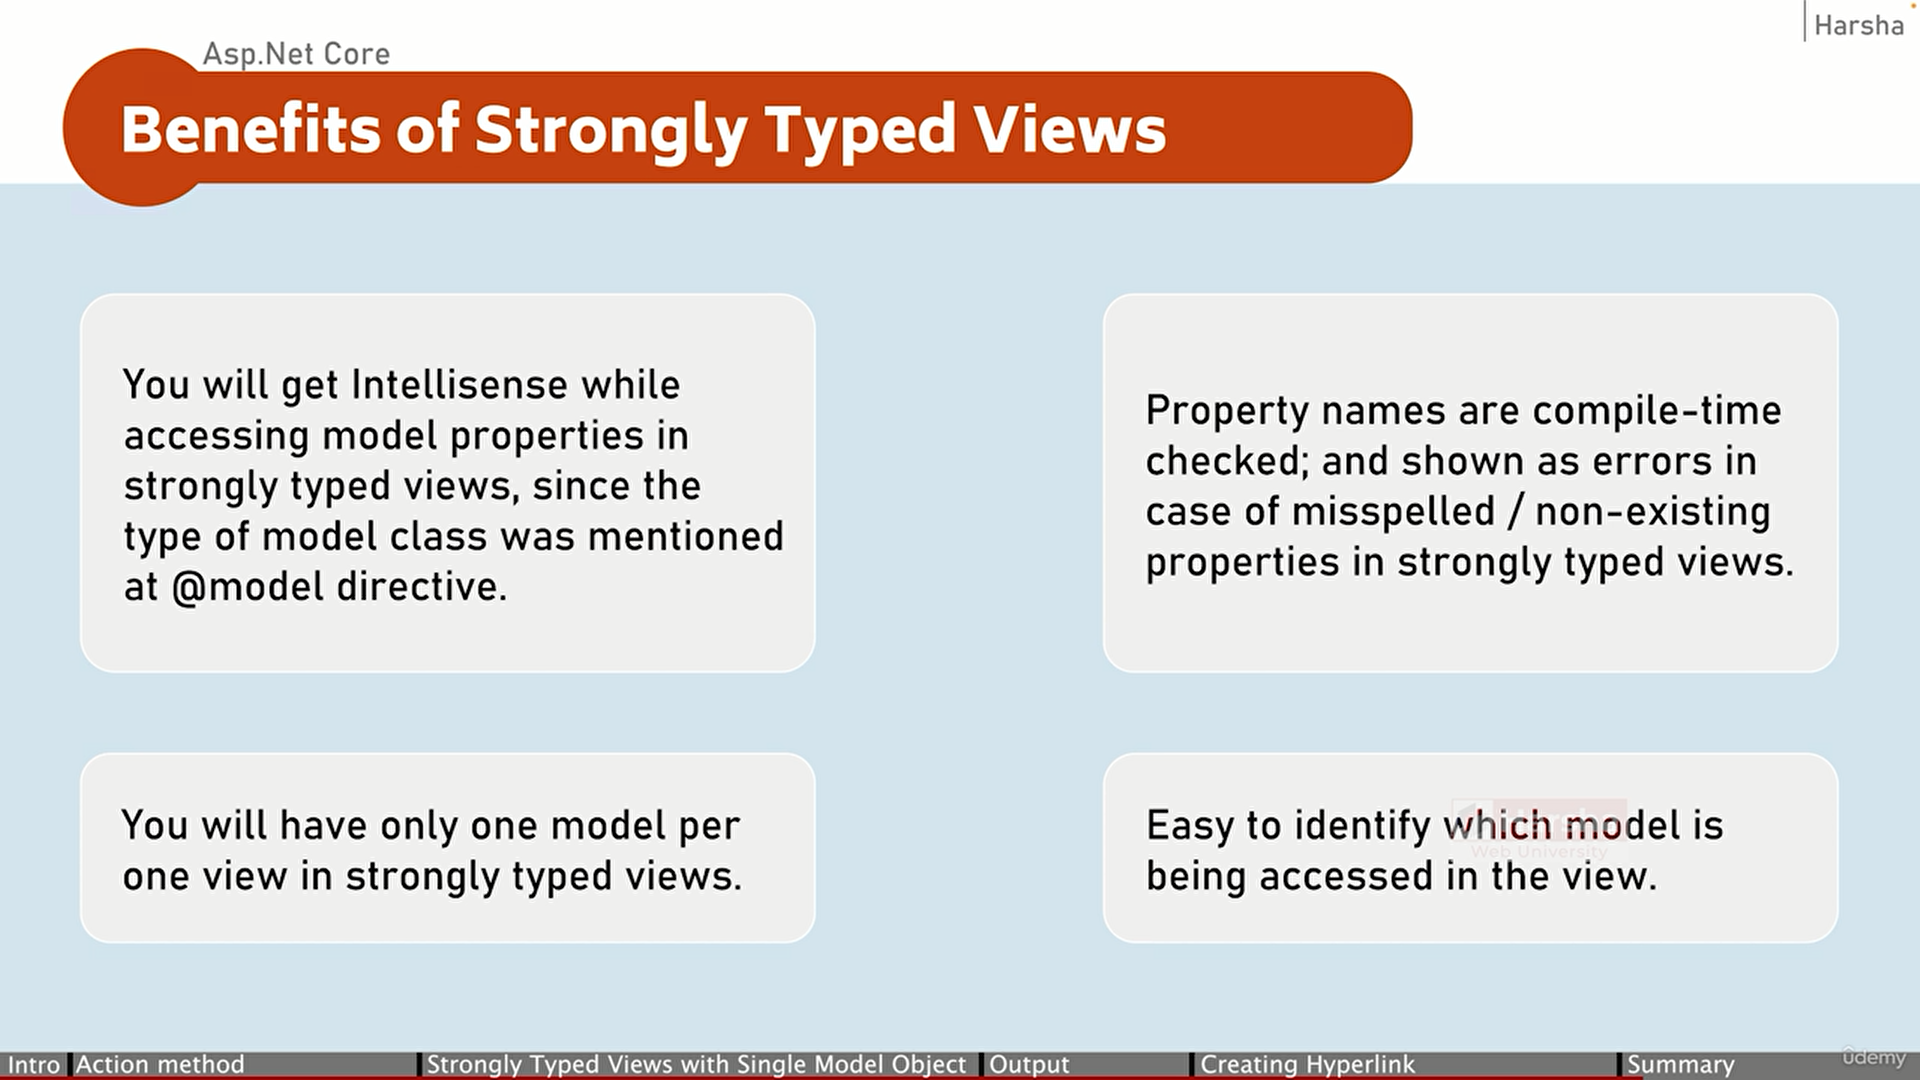 Harsha
Asp.Net Core
Benefits of Strongly Typed Views
You will get Intellisense while
accessing model properties in
strongly typed views, since the
type of model class was mentioned
at @model directive.
Property names are compile-time
checked; and shown as errors in
case of misspelled / non-existing
properties in strongly typed views.
You will have only one model per
one view in strongly typed views.
Easy to identify which model is
being accessed in the view.
Harsha
Web University
Intro
Action method
Strongly Typed Views with Single Model Object
Output
Creating Hyperlink
Summary
ûdemy